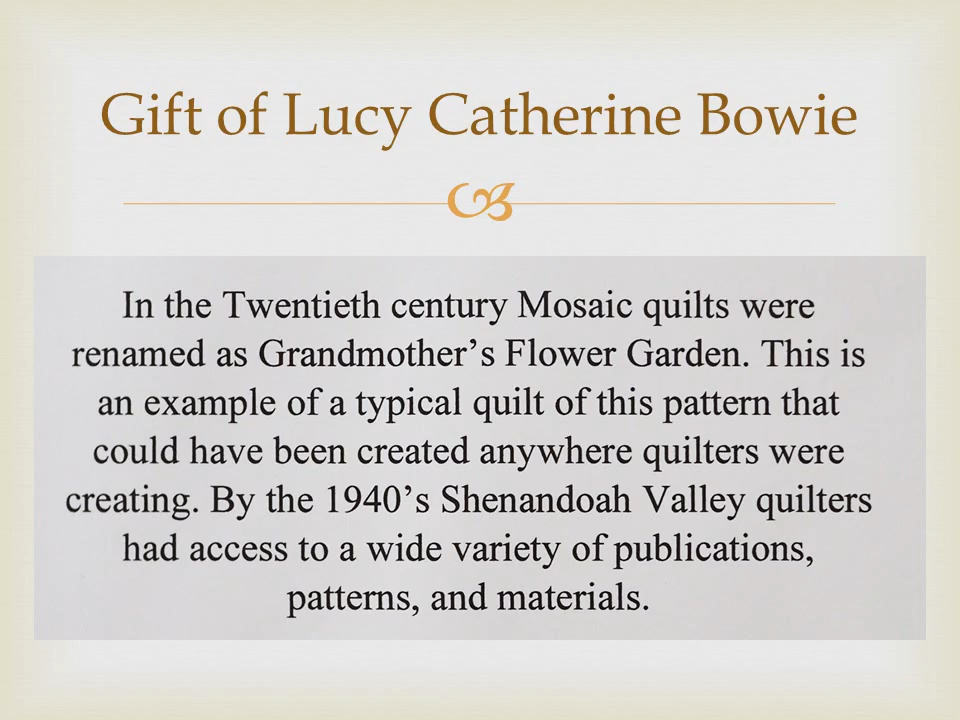 Gift of Lucy Catherine Bowie
In the Twentieth century Mosaic quilts were
renamed as Grandmother’s Flower Garden. This is
an example of a typical quilt of this pattern that
could have been created anywhere quilters were
creating. By the 1940’s Shenandoah Valley quilters
had access to a wide variety of publications,
patterns, and materials.